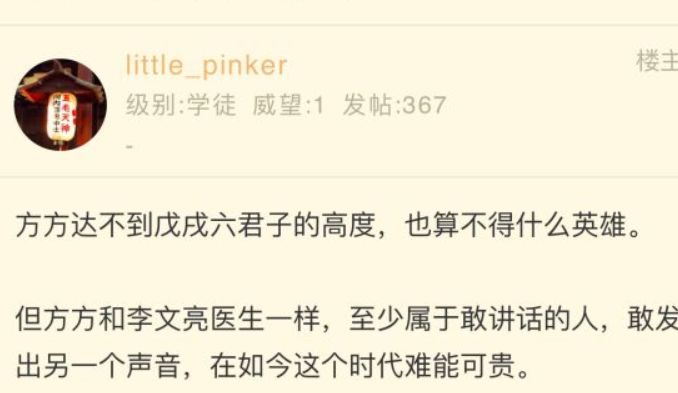 little_pinker
楼主
级别:学徒 威望:1 发帖:367
-
方方达不到戊戌六君子的高度，也算不得什么英雄。
但方方和李文亮医生一样，至少属于敢讲话的人，敢发
出另一个声音，在如今这个时代难能可贵。